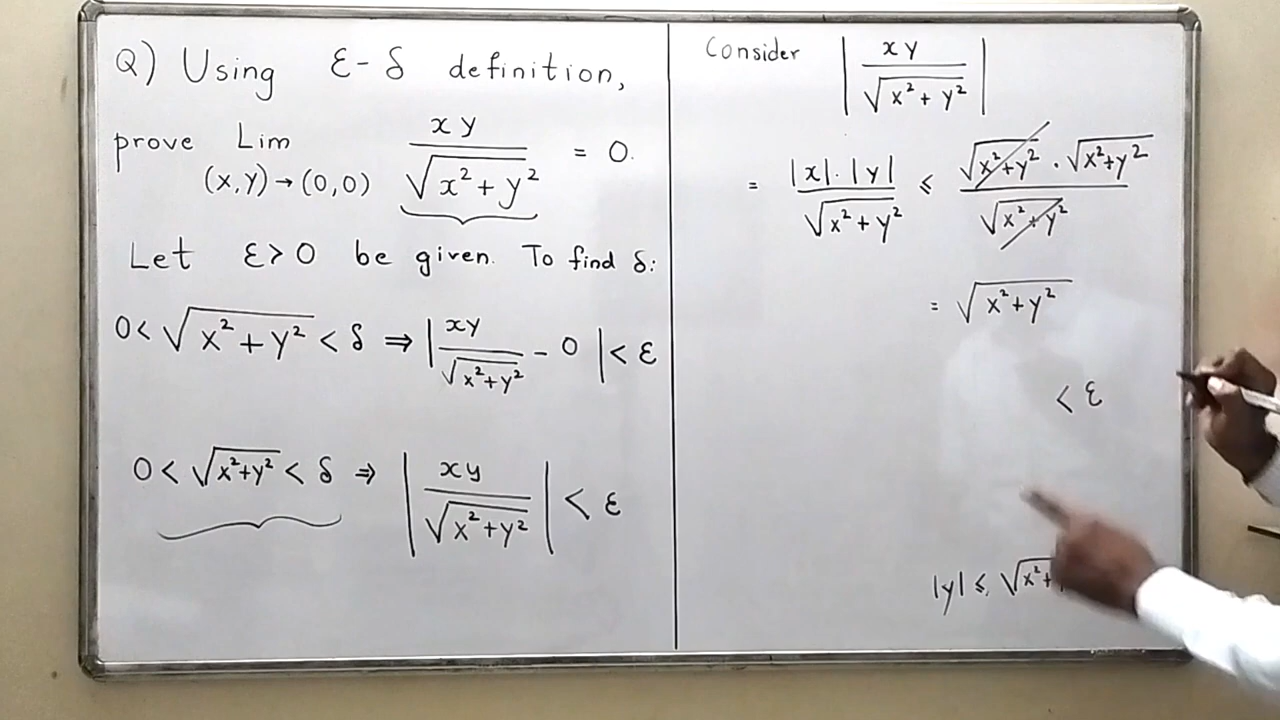 Q) Using ε-δ definition,
prove Lim (x,y)→(0,0) xy / √(x²+y²) = 0.
Let ε>0 be given. To find δ:
0 < √(x²+y²) < δ ⇒ | xy / √(x²+y²) - 0 | < ε
0 < √(x²+y²) < δ ⇒ | xy / √(x²+y²) | < ε
Consider | xy / √(x²+y²) |
= |x|·|y| / √(x²+y²) ≤ √(x²+y²) · √(x²+y²) / √(x²+y²)
= √(x²+y²)
< ε
|y| ≤ √(x²+